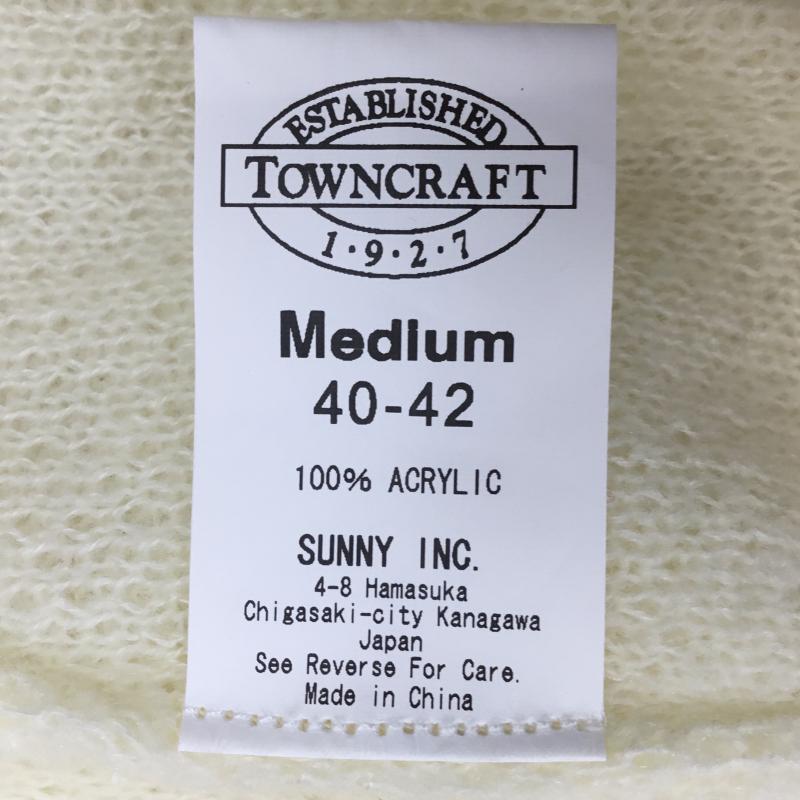 ESTABLISHED
TOWNCRAFT
1·9·2·7
Medium
40-42
100% ACRYLIC
SUNNY INC.
4-8 Hamasuka
Chigasaki-city Kanagawa
Japan
See Reverse For Care.
Made in China